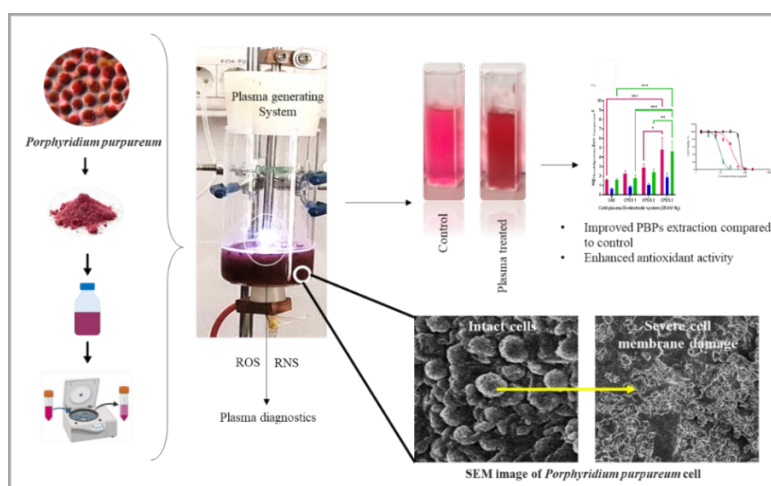 Porphyridium purpureum
Plasma generating
System
ROS
RNS
Plasma diagnostics
Control
Plasma treated
• Improved PBPs extraction compared
to control
• Enhanced antioxidant activity
Intact cells
Severe cell
membrane damage
SEM image of Porphyridium purpureum cell